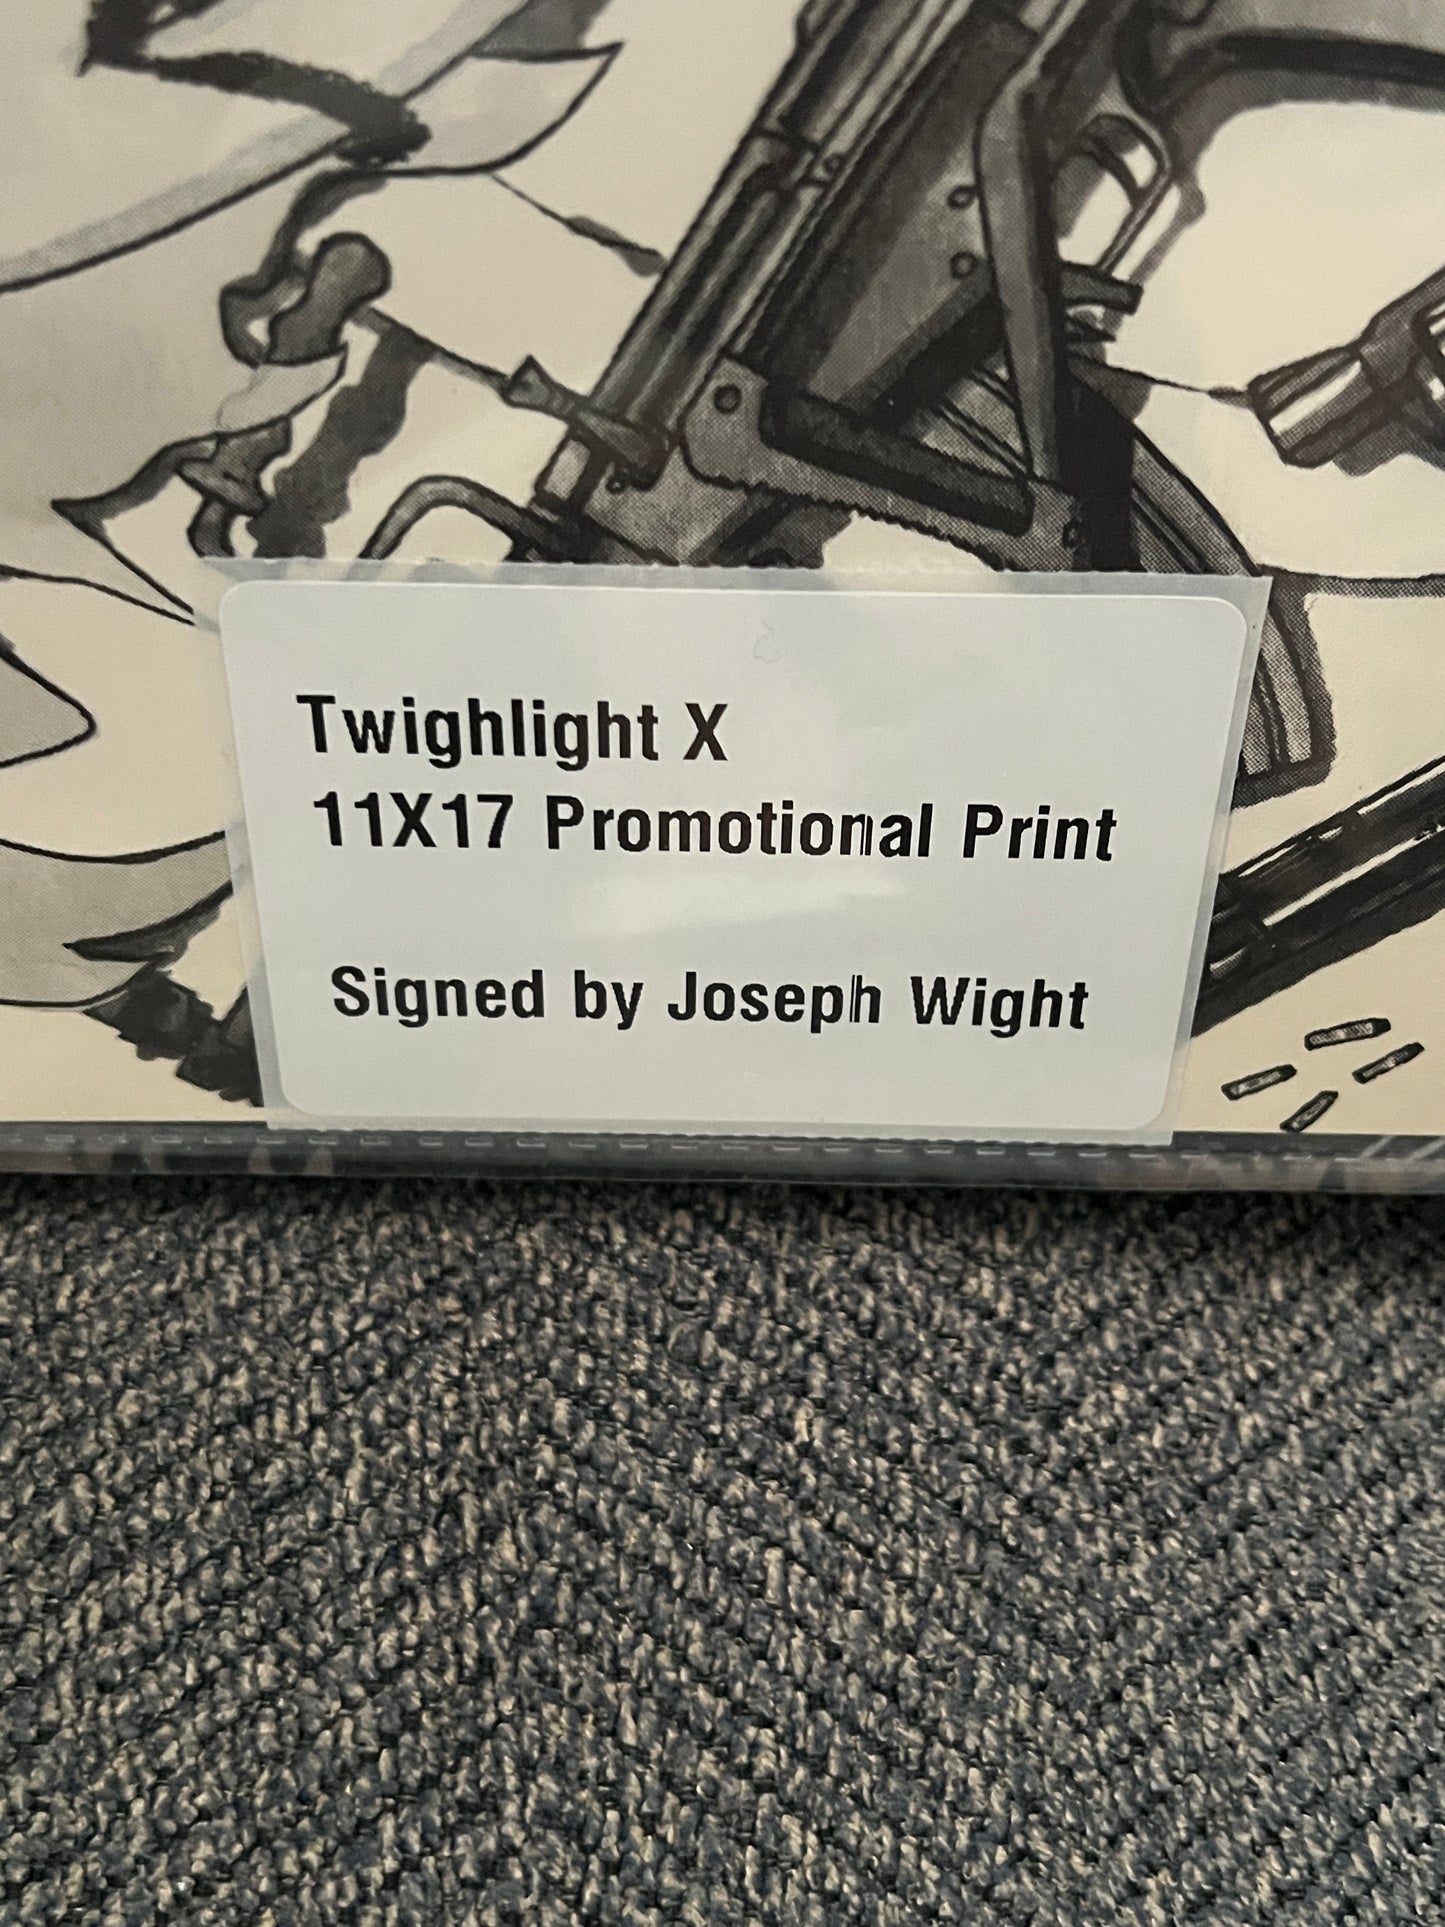 Twighlight X
11X17 Promotional Print
Signed by Joseph Wight